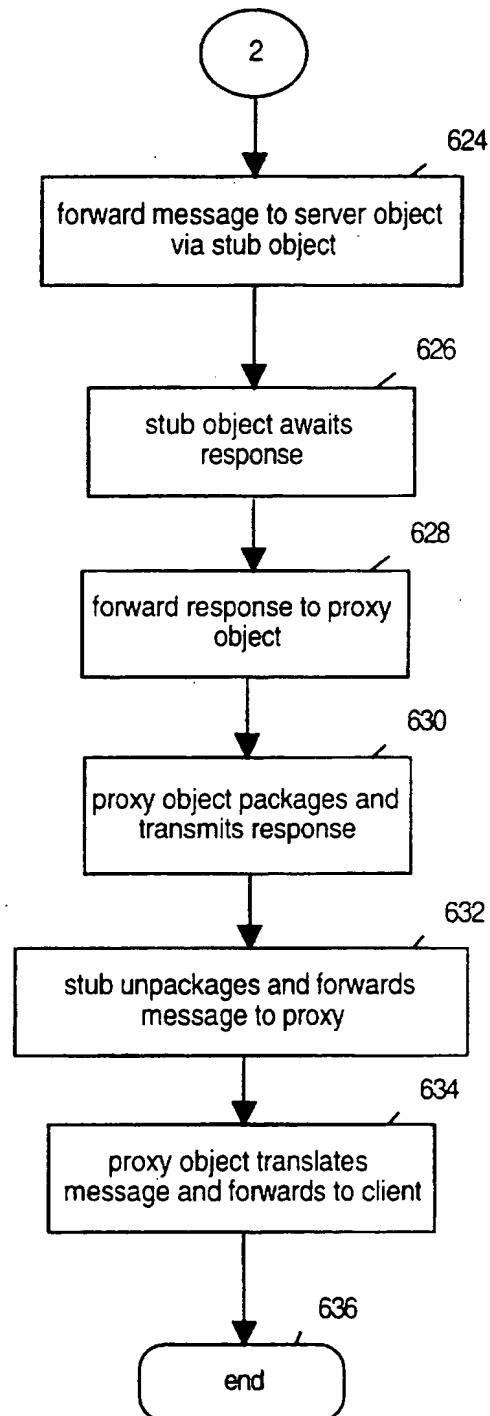 2
624
forward message to server object
via stub object
626
stub object awaits
response
628
forward response to proxy
object
630
proxy object packages and
transmits response
632
stub unpackages and forwards
message to proxy
634
proxy object translates
message and forwards to client
636
end